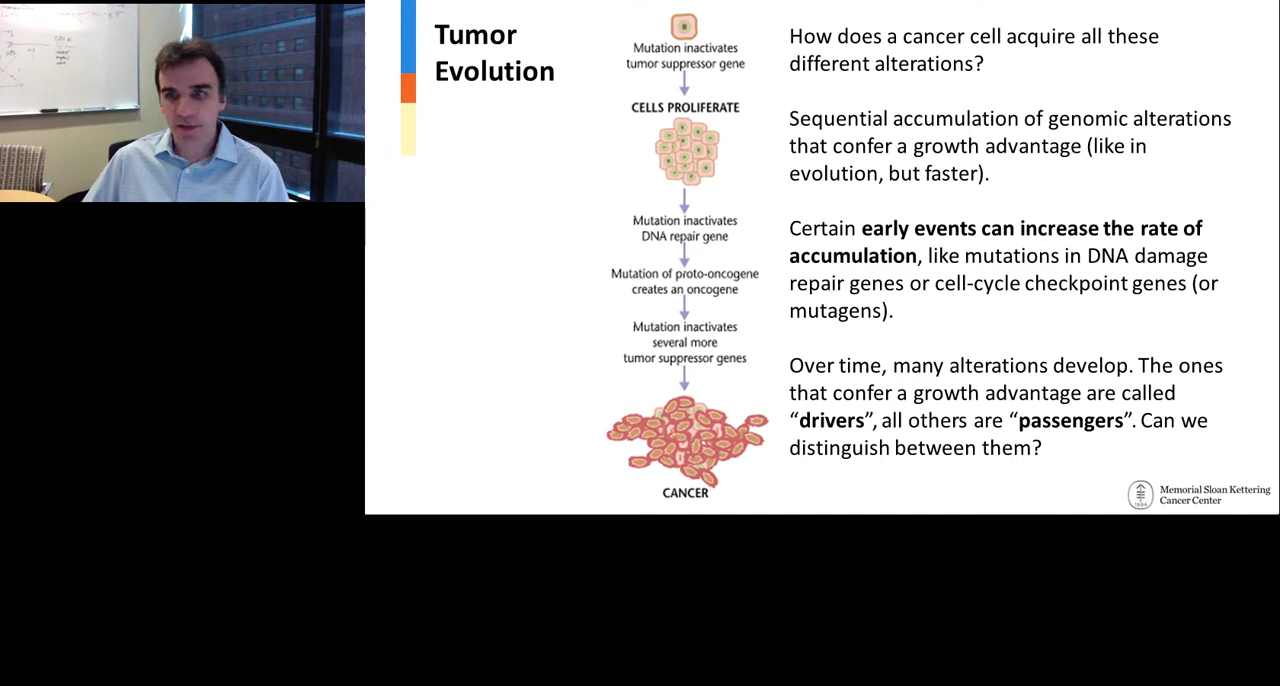 Tumor
Evolution
Mutation inactivates
tumor suppressor gene
CELLS PROLIFERATE
Mutation inactivates
DNA repair gene
Mutation of proto-oncogene
creates an oncogene
Mutation inactivates
several more
tumor suppressor genes
CANCER
How does a cancer cell acquire all these
different alterations?
Sequential accumulation of genomic alterations
that confer a growth advantage (like in
evolution, but faster).
Certain early events can increase the rate of
accumulation, like mutations in DNA damage
repair genes or cell-cycle checkpoint genes (or
mutagens).
Over time, many alterations develop. The ones
that confer a growth advantage are called
“drivers”, all others are “passengers”. Can we
distinguish between them?
Memorial Sloan Kettering
Cancer Center